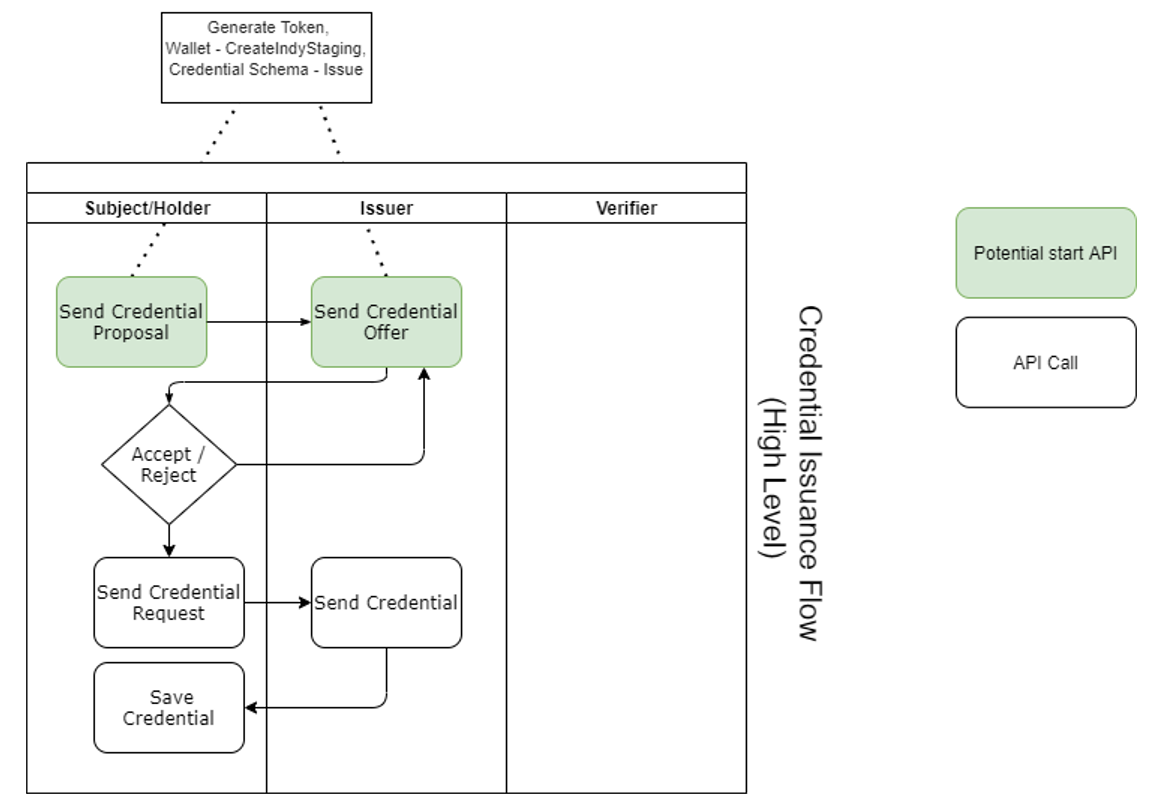 Generate Token,
Wallet - CreateIndyStaging,
Credential Schema - Issue
Subject/Holder
Issuer
Verifier
Send Credential
Proposal
Send Credential
Offer
Accept /
Reject
Send Credential
Request
Send Credential
Save
Credential
Credential Issuance Flow
(High Level)
Potential start API
API Call